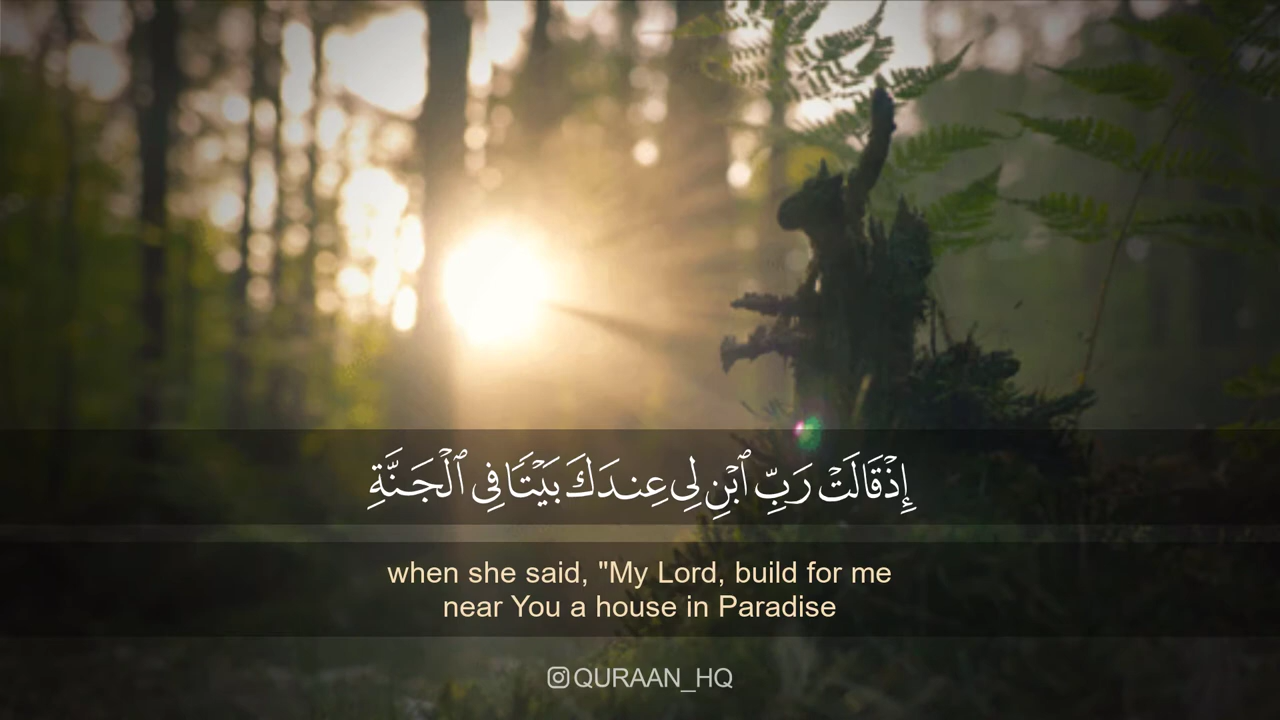 إِذْ قَالَتْ رَبِّ ٱبْنِ لِى عِندَكَ بَيْتًا فِى ٱلْجَنَّةِ
when she said, "My Lord, build for me
near You a house in Paradise
QURAAN_HQ